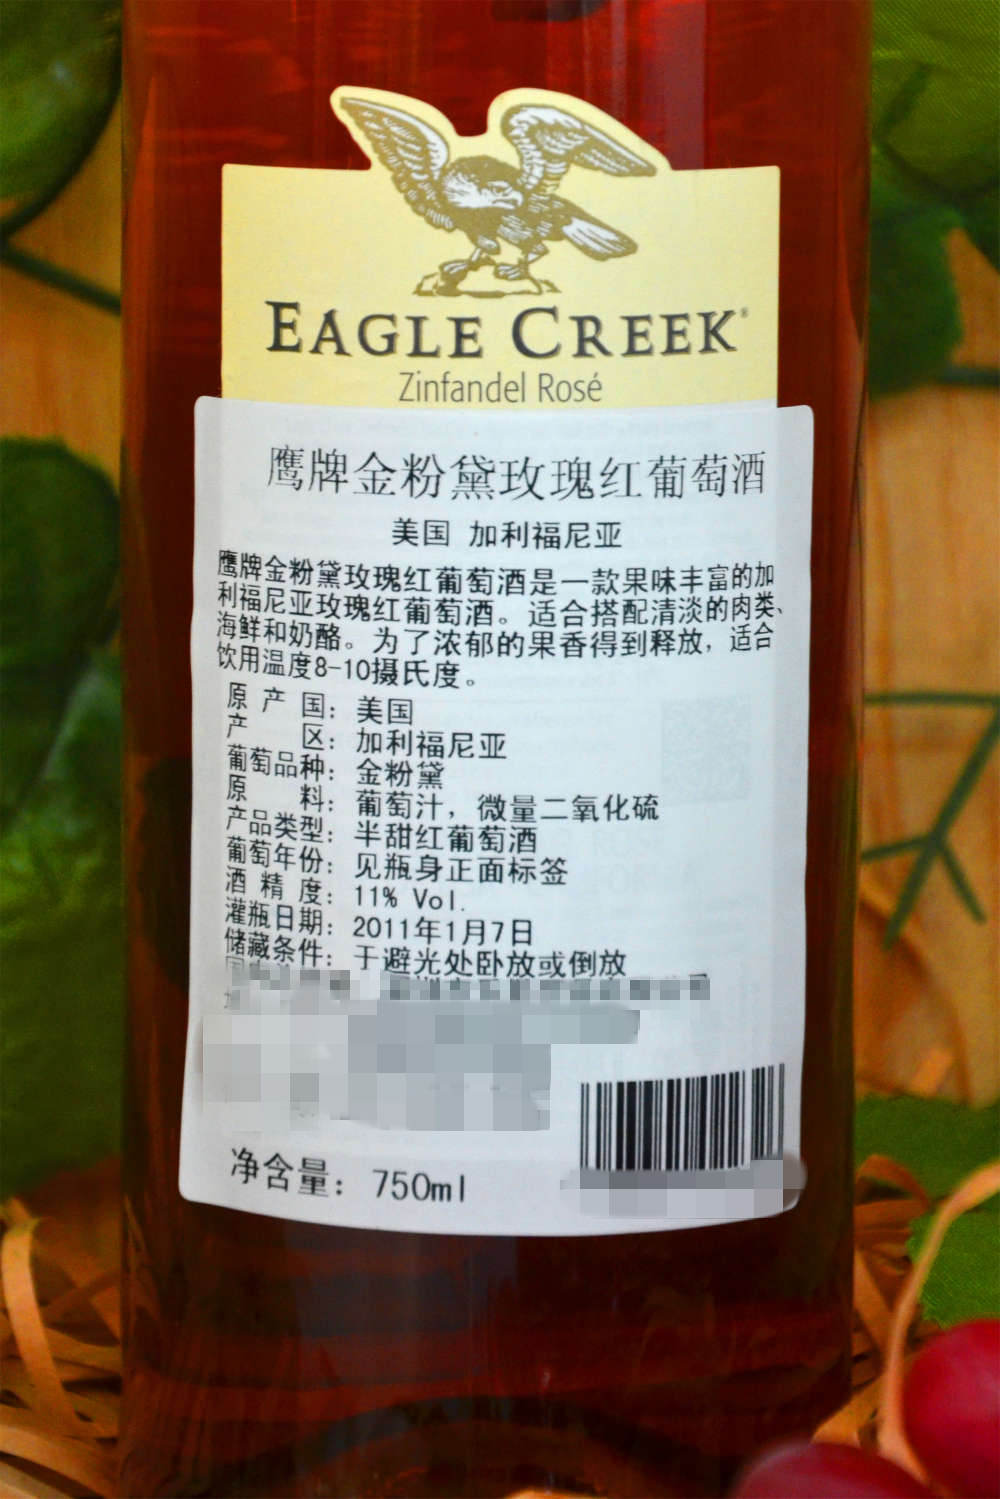 EAGLE CREEK®
Zinfandel Rosé
鹰牌金粉黛玫瑰红葡萄酒
美国 加利福尼亚
鹰牌金粉黛玫瑰红葡萄酒是一款果味丰富的加
利福尼亚玫瑰红葡萄酒。适合搭配清淡的肉类、
海鲜和奶酪。为了浓郁的果香得到释放，适合
饮用温度8-10摄氏度。
原产国：美国
产区：加利福尼亚
葡萄品种：金粉黛
原料：葡萄汁，微量二氧化硫
产品类型：半甜红葡萄酒
葡萄年份：见瓶身正面标签
酒精度：11% Vol.
灌瓶日期：2011年1月7日
储藏条件：于避光处卧放或倒放
净含量：750ml